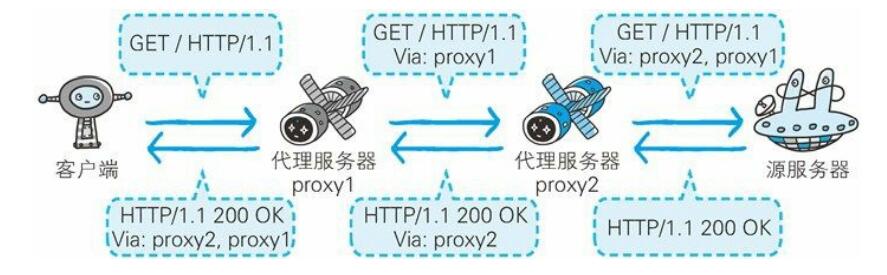 GET / HTTP/1.1
GET / HTTP/1.1
Via: proxy1
GET / HTTP/1.1
Via: proxy2, proxy1
客户端
代理服务器
proxy1
代理服务器
proxy2
源服务器
HTTP/1.1 200 OK
Via: proxy2, proxy1
HTTP/1.1 200 OK
Via: proxy2
HTTP/1.1 200 OK